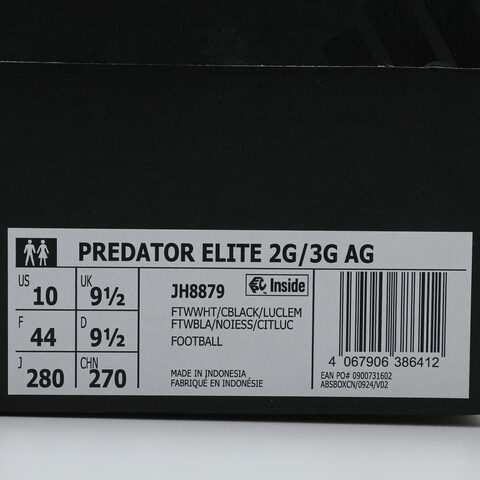 PREDATOR ELITE 2G/3G AG
US 10 UK 9½
F 44 D 9½
J 280 CHN 270
JH8879
Inside
FTWWHT/CBLACK/LUCLEM
FTWBLA/NOIESS/CITLUC
FOOTBALL
MADE IN INDONESIA
FABRIQUÉ EN INDONÉSIE
4 067906 386412
EAN PO# 0900731602
ABSBOXCN/0924/V02